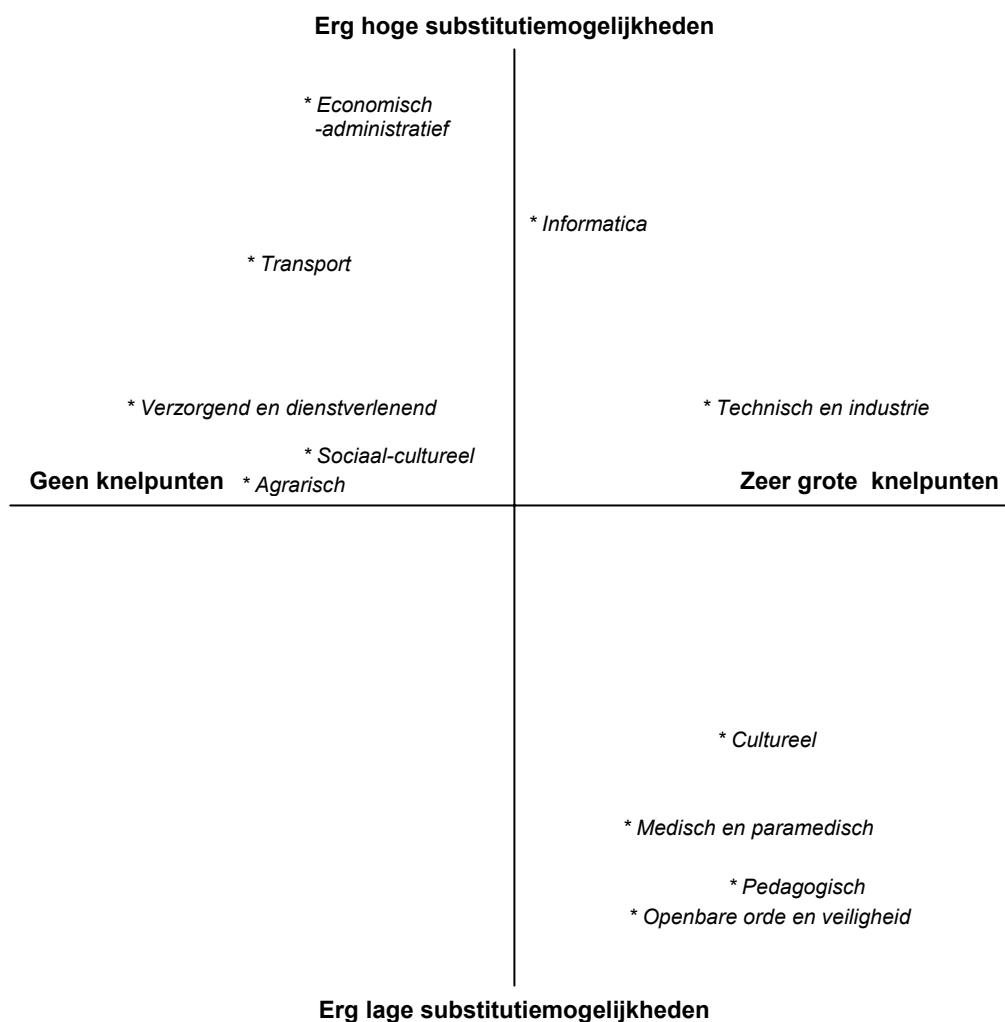 Erg hoge substitutiemogelijkheden
* Economisch
-administratief
* Informatica
* Transport
* Verzorgend en dienstverlenend
* Technisch en industrie
* Sociaal-cultureel
Geen knelpunten
* Agrarisch
Zeer grote knelpunten
* Cultureel
* Medisch en paramedisch
* Pedagogisch
* Openbare orde en veiligheid
Erg lage substitutiemogelijkheden